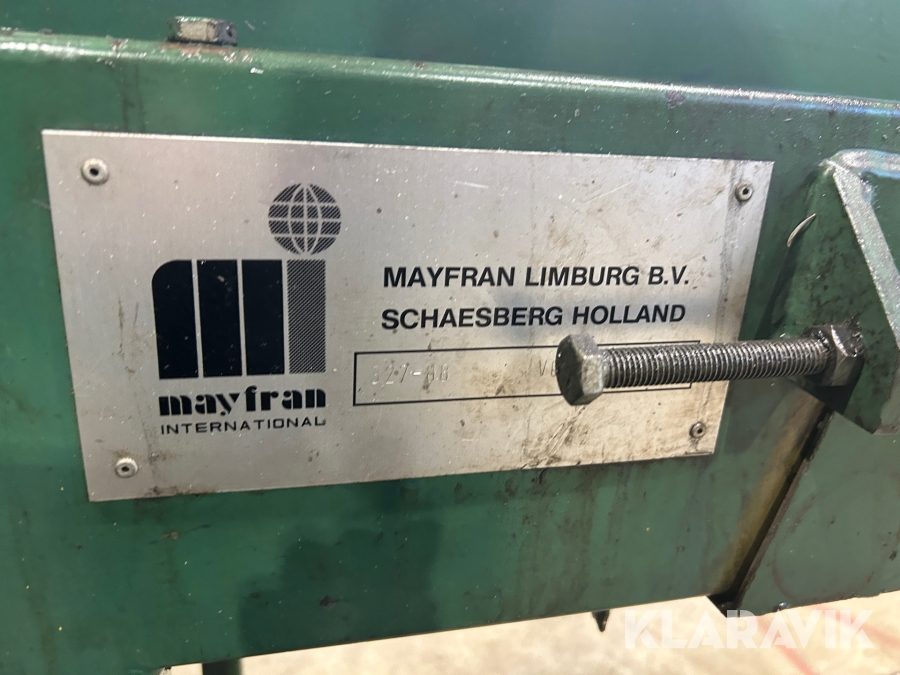 MAYFRAN LIMBURG B.V.
SCHAESBERG HOLLAND
mayfran
INTERNATIONAL
KLARAVIK